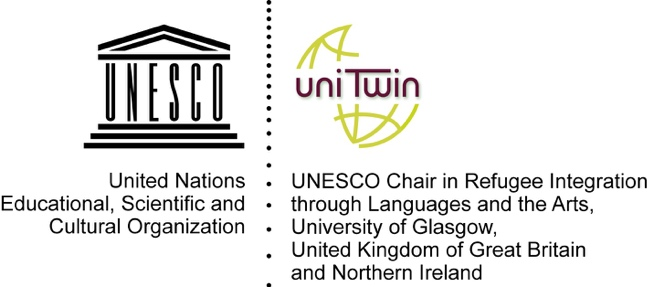 UNESCO
United Nations
Educational, Scientific and
Cultural Organization
uniTwin
UNESCO Chair in Refugee Integration
through Languages and the Arts,
University of Glasgow,
United Kingdom of Great Britain
and Northern Ireland